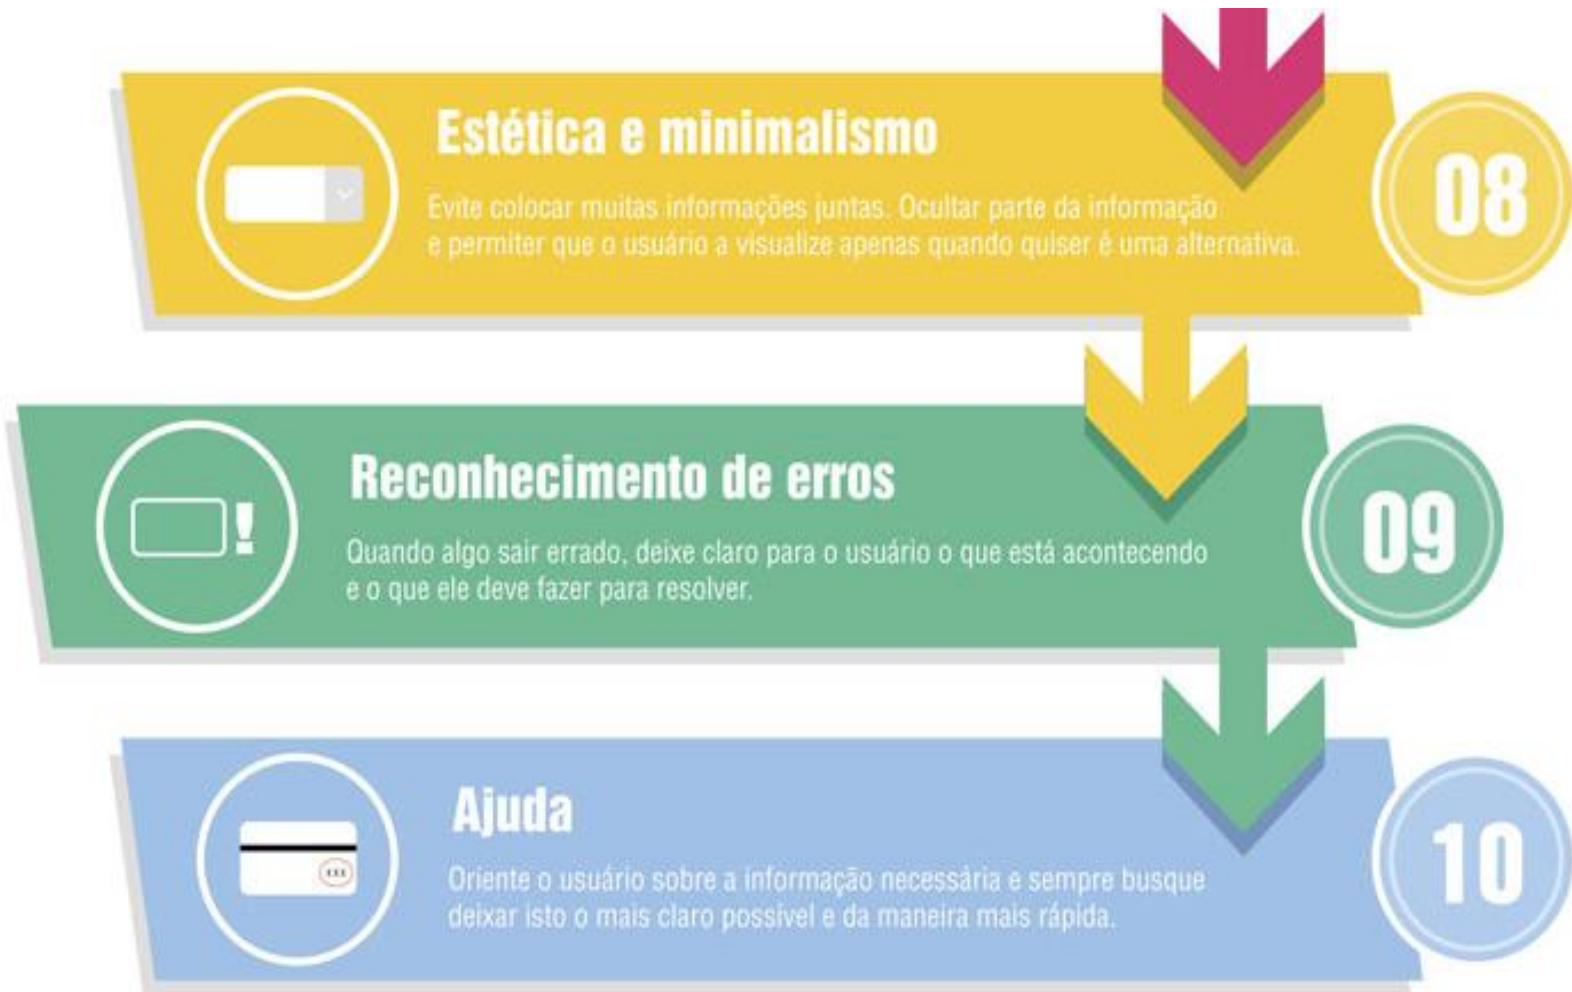 Estética e minimalismo
Evite colocar muitas informações juntas. Ocultar parte da informação
e permiter que o usuário a visualize apenas quando quiser é uma alternativa.
08
Reconhecimento de erros
Quando algo sair errado, deixe claro para o usuário o que está acontecendo
e o que ele deve fazer para resolver.
09
Ajuda
Oriente o usuário sobre a informação necessária e sempre busque
deixar isto o mais claro possível e da maneira mais rápida.
10